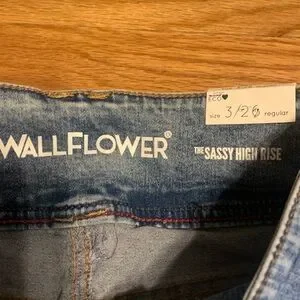 size 3/26 regular
WALLFLOWER®
THE SASSY HIGH RISE